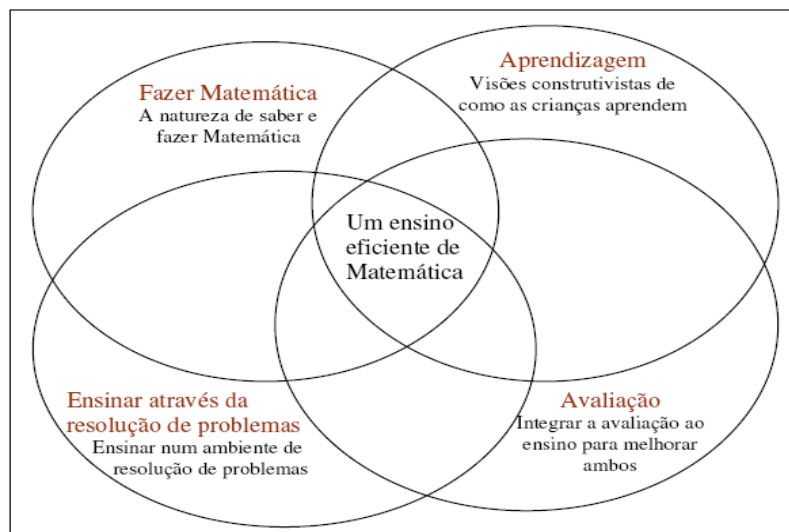 Fazer Matemática
A natureza de saber e
fazer Matemática
Aprendizagem
Visões construtivistas de
como as crianças aprendem
Um ensino
eficiente de
Matemática
Ensinar através da
resolução de problemas
Ensinar num ambiente de
resolução de problemas
Avaliação
Integrar a avaliação ao
ensino para melhorar
ambos